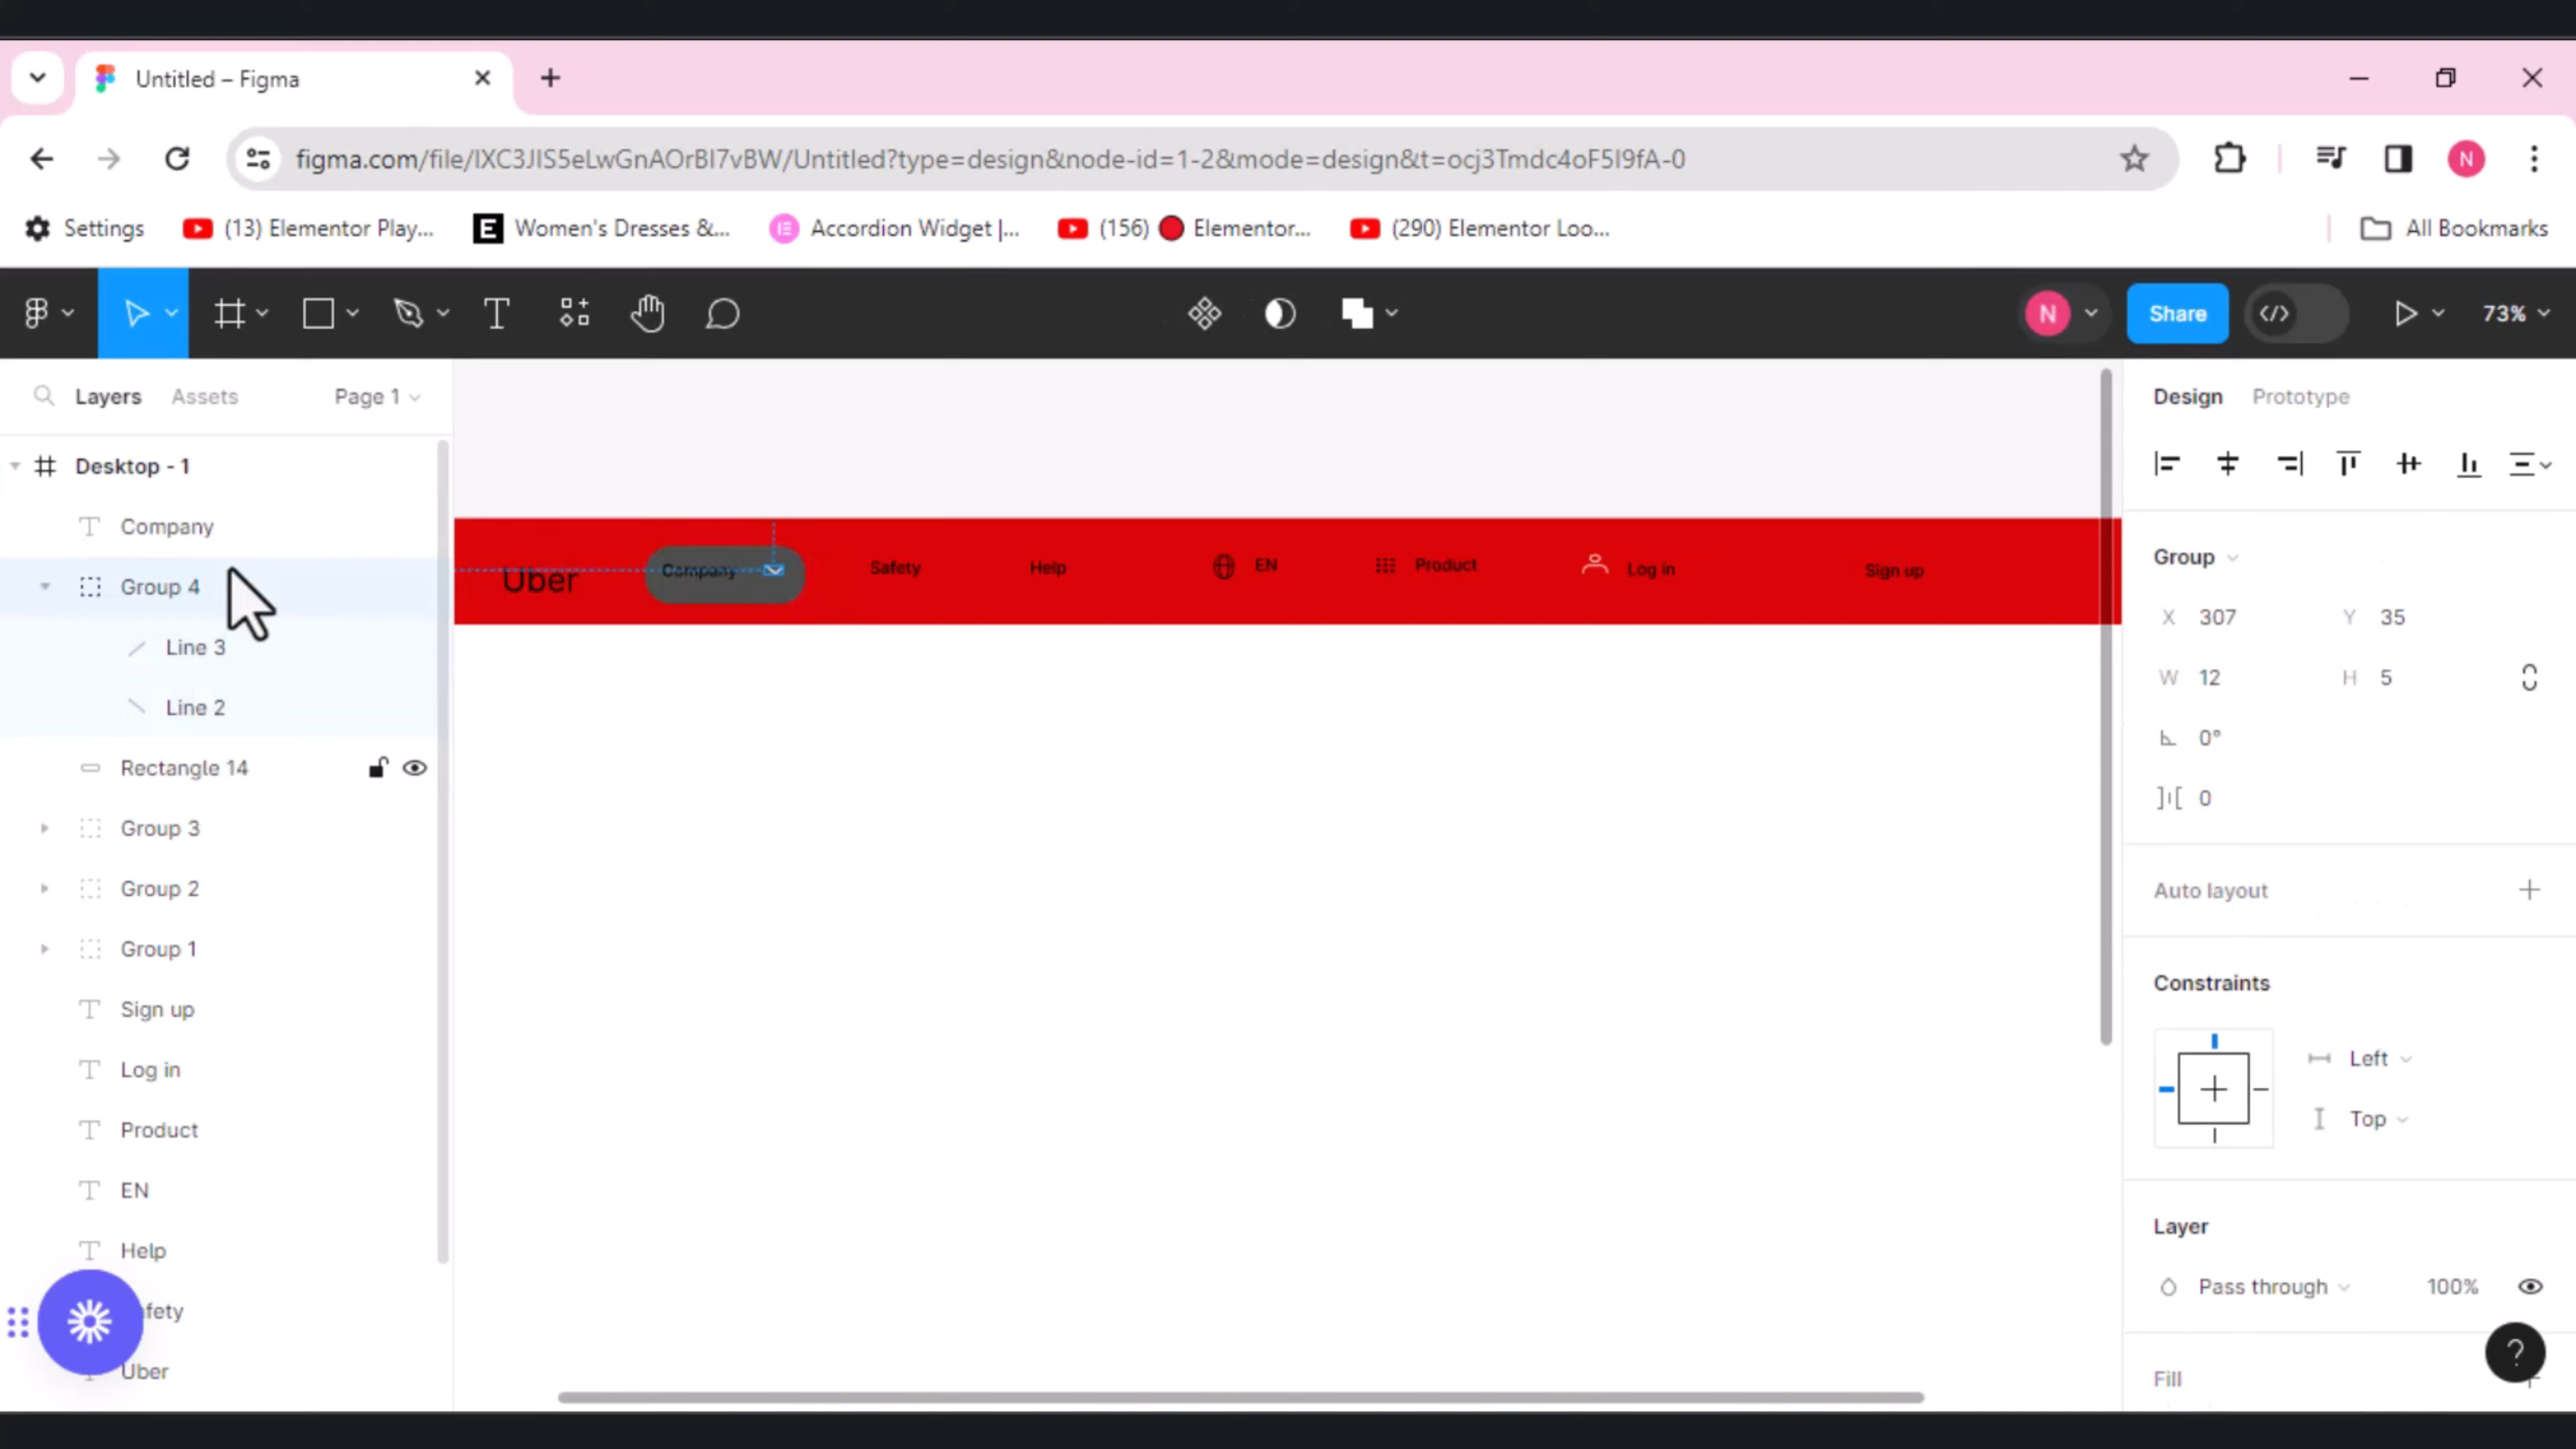 Untitled – Figma
figma.com/file/IXC3JIS5eLwGnAOrBI7vBW/Untitled?type=design&node-id=1-2&mode=design&t=ocj3Tmdc4oF5I9fA-0
N
Settings
(13) Elementor Play...
E
Women's Dresses &...
Accordion Widget |...
(156)
Elementor...
(290) Elementor Loo...
All Bookmarks
N
Share
73%
Layers
Assets
Page 1
Design
Prototype
Desktop - 1
Company
Group 4
Line 3
Line 2
Rectangle 14
Group 3
Group 2
Group 1
Sign up
Log in
Product
EN
Help
fety
Uber
Uber
Company
Safety
Help
EN
Product
Log in
Sign up
Group
X 307
Y 35
W 12
H 5
0°
0
Auto layout
Constraints
Left
Top
Layer
Pass through
100%
Fill
?